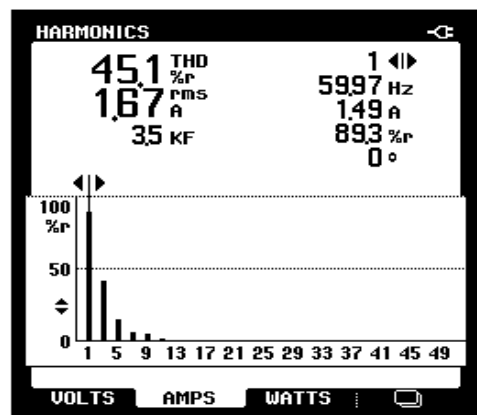 HARMONICS
45.1 THD %r
1.67 rms A
3.5 KF
1
59.97 Hz
1.49 A
89.3 %r
0 °
100
%r
50
0
1 5 9 13 17 21 25 29 33 37 41 45 49
VOLTS AMPS WATTS